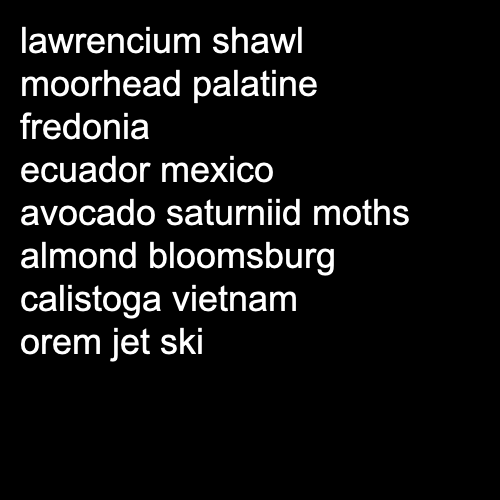 lawrencium shawl
moorhead palatine
fredonia
ecuador mexico
avocado saturniid moths
almond bloomsburg
calistoga vietnam
orem jet ski